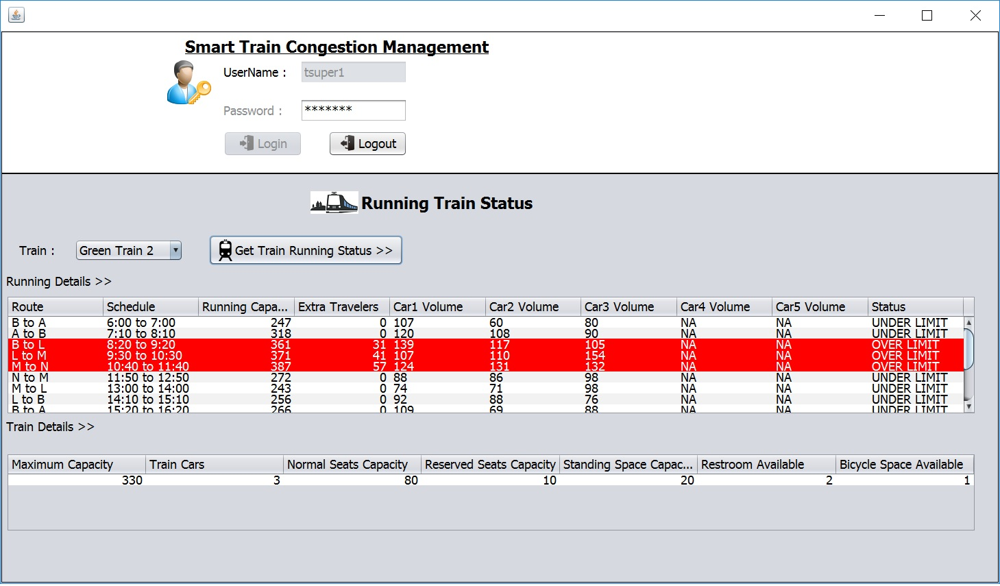 Smart Train Congestion Management
UserName : tsuper1
Password : *******
Login Logout
Running Train Status
Train : Green Train 2 Get Train Running Status >>
Running Details >>
Route Schedule Running Capa... Extra Travelers Car1 Volume Car2 Volume Car3 Volume Car4 Volume Car5 Volume Status
B to A 6:00 to 7:00 247 0 107 60 80 NA NA UNDER LIMIT
A to B 7:10 to 8:10 318 0 120 108 90 NA NA UNDER LIMIT
B to L 8:20 to 9:20 361 31 139 117 105 NA NA OVER LIMIT
L to M 9:30 to 10:30 371 41 107 110 154 NA NA OVER LIMIT
M to N 10:40 to 11:40 387 57 124 131 132 NA NA OVER LIMIT
N to M 11:50 to 12:50 272 0 88 86 98 NA NA UNDER LIMIT
M to L 13:00 to 14:00 243 0 74 71 98 NA NA UNDER LIMIT
L to B 14:10 to 15:10 256 0 92 88 76 NA NA UNDER LIMIT
B to A 15:20 to 16:20 266 0 109 69 88 NA NA UNDER LIMIT
Train Details >>
Maximum Capacity Train Cars Normal Seats Capacity Reserved Seats Capacity Standing Space Capac... Restroom Available Bicycle Space Available
330 3 80 10 20 2 1